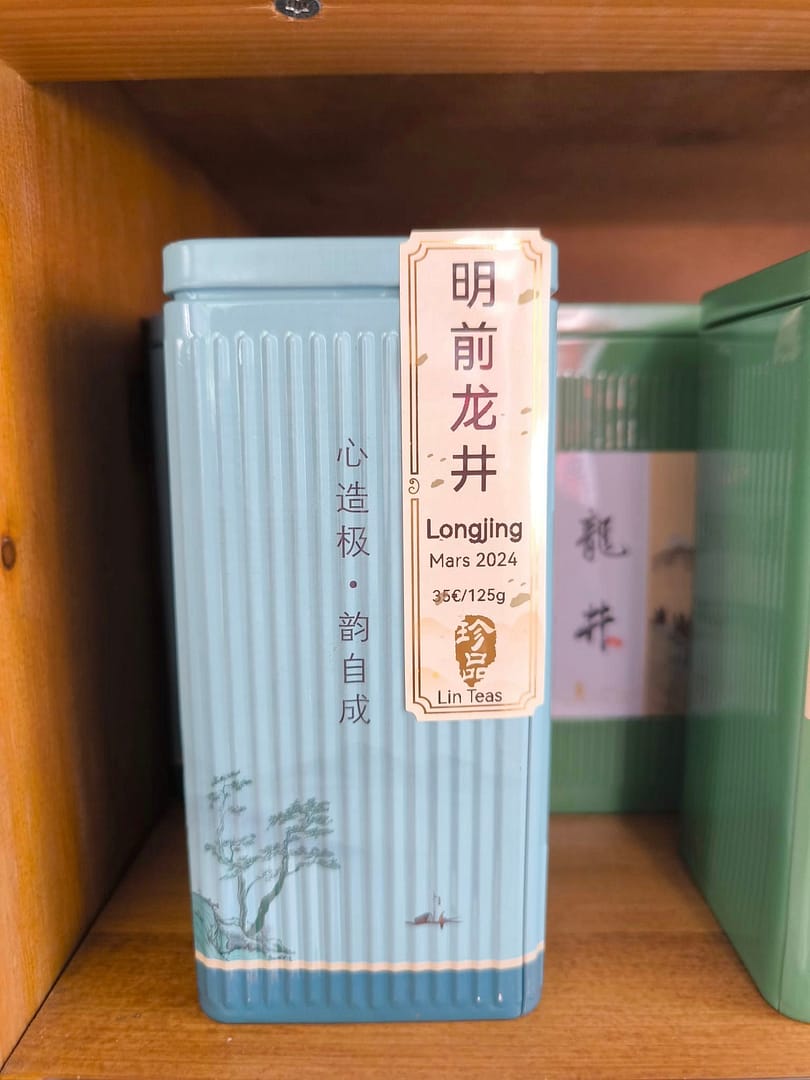 明前龙井
Longjing
Mars 2024
35€/125g
珍品
Lin Teas
心造极·韵自成
龍井